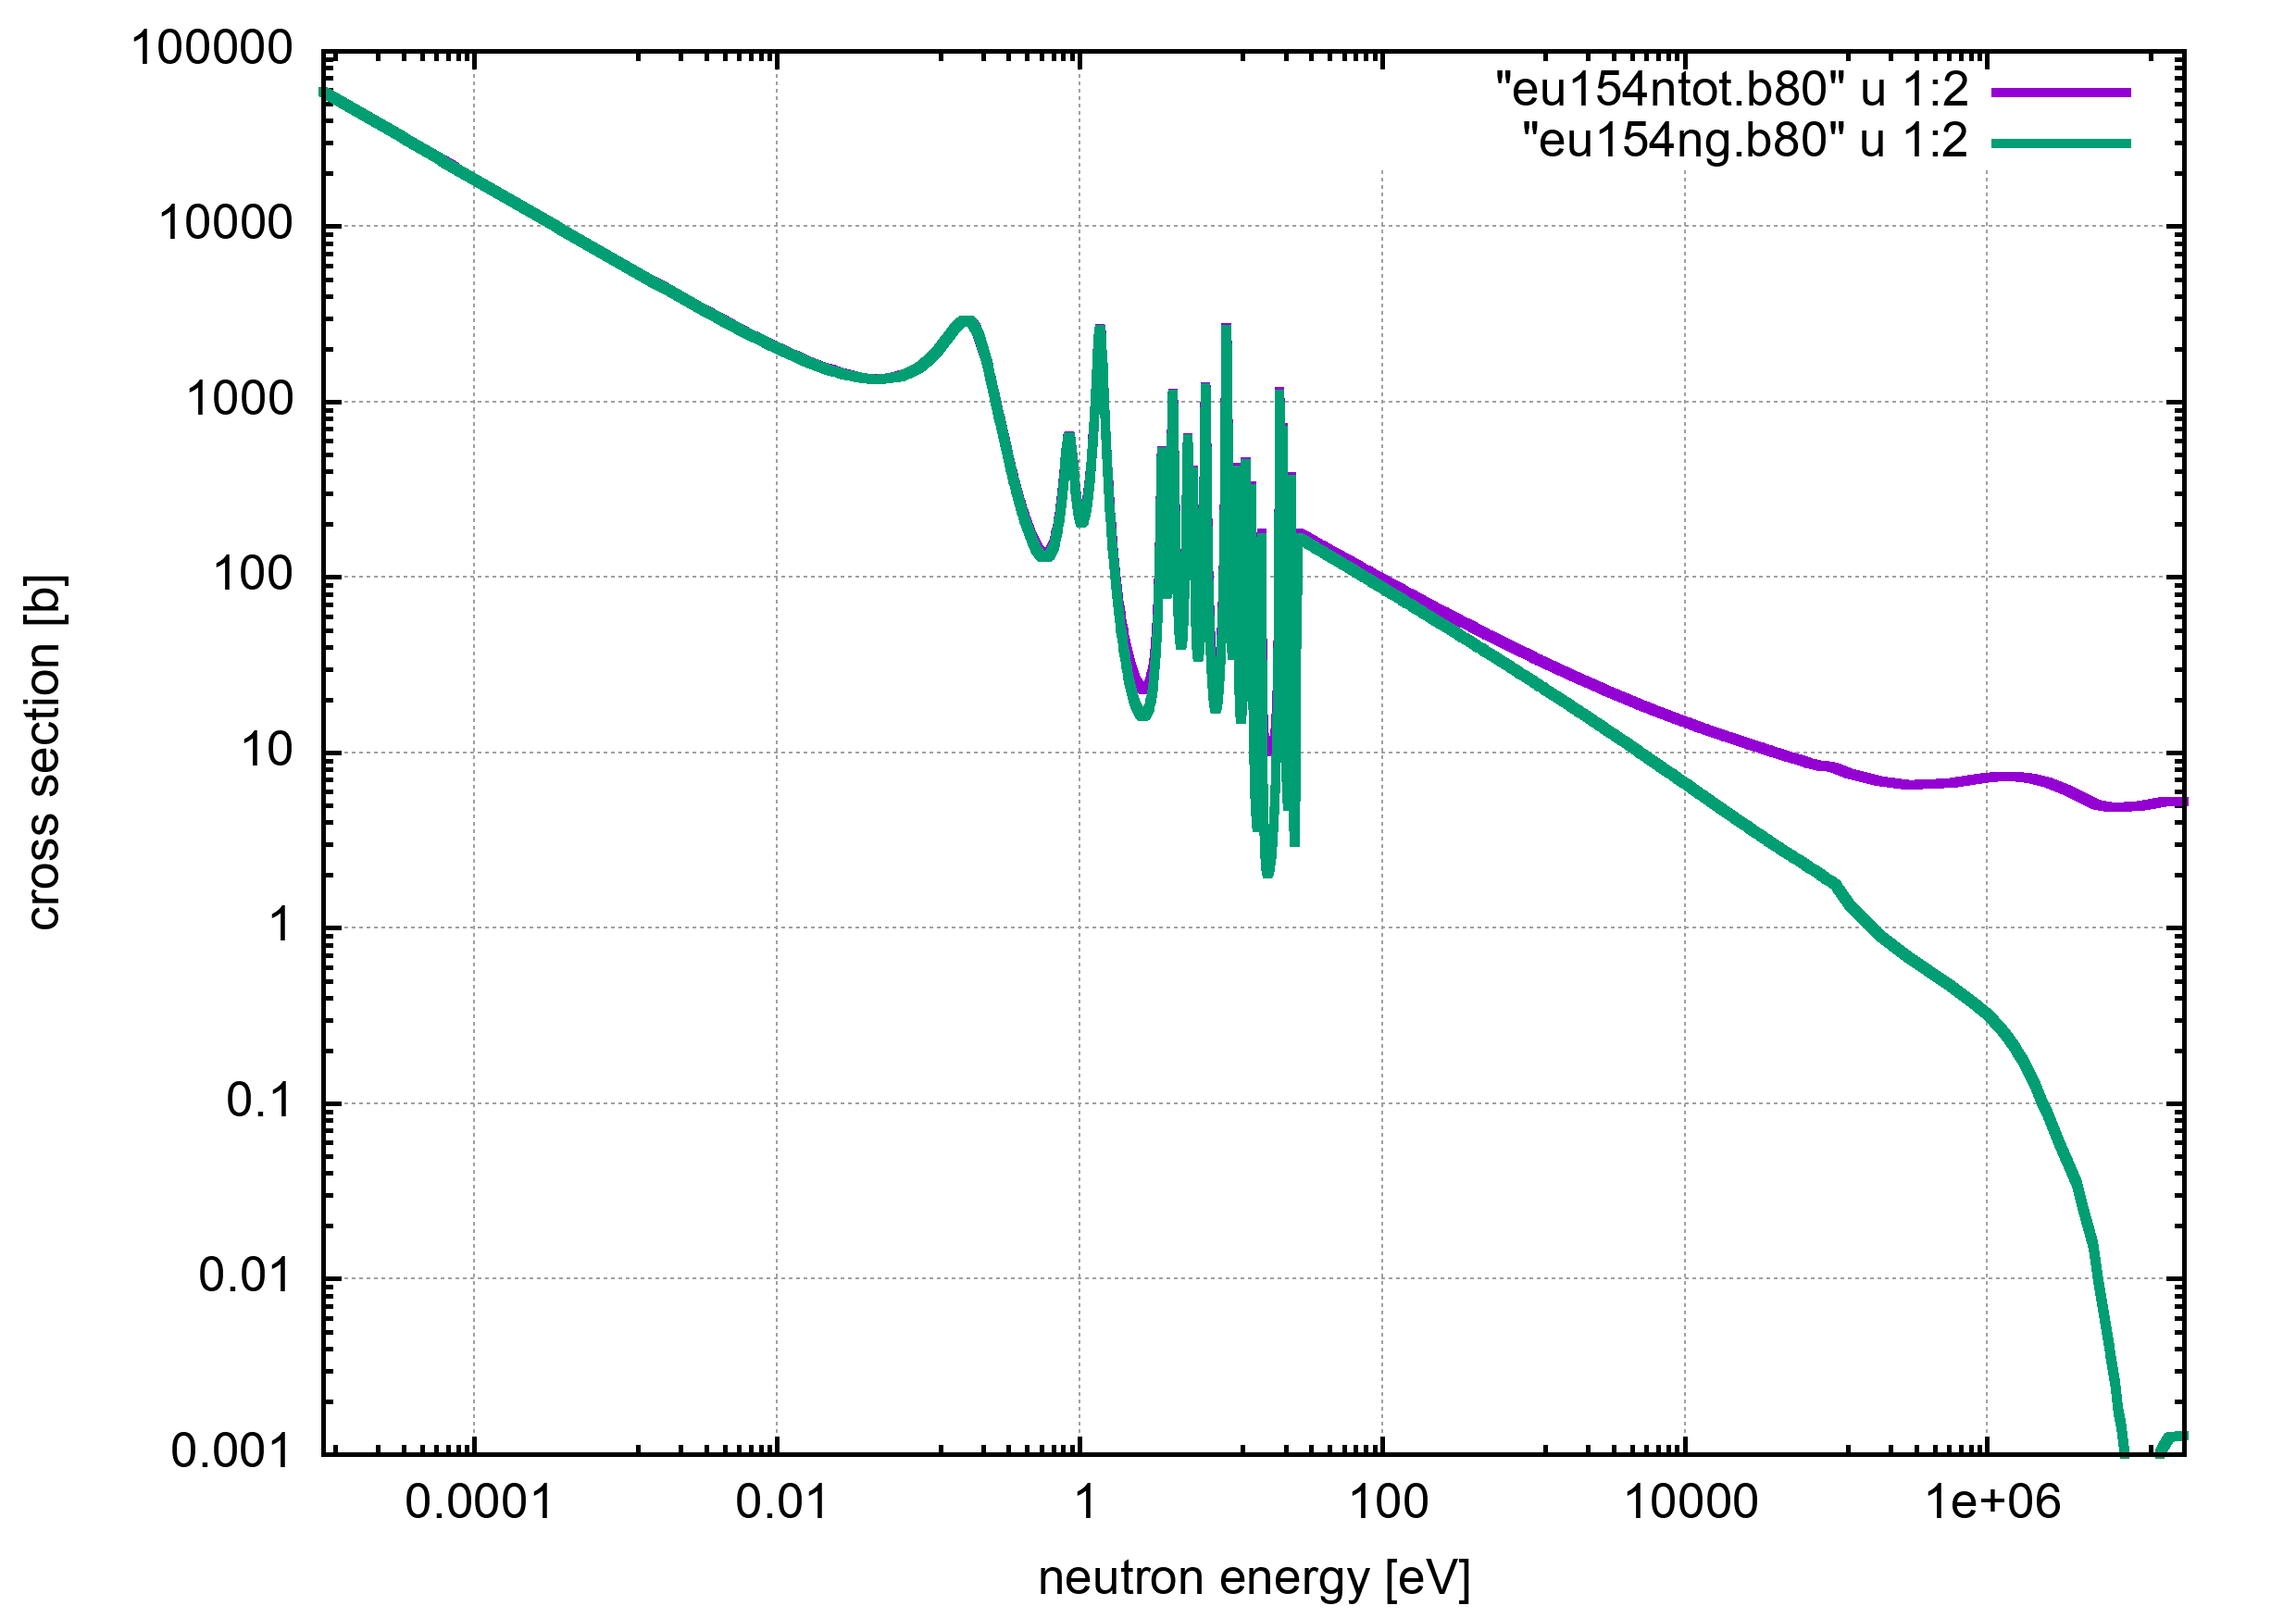 100000
10000
1000
100
10
1
0.1
0.01
0.001
cross section [b]
"eu154ntot.b80" u 1:2
"eu154ng.b80" u 1:2
0.0001 0.01 1 100 10000 1e+06
neutron energy [eV]